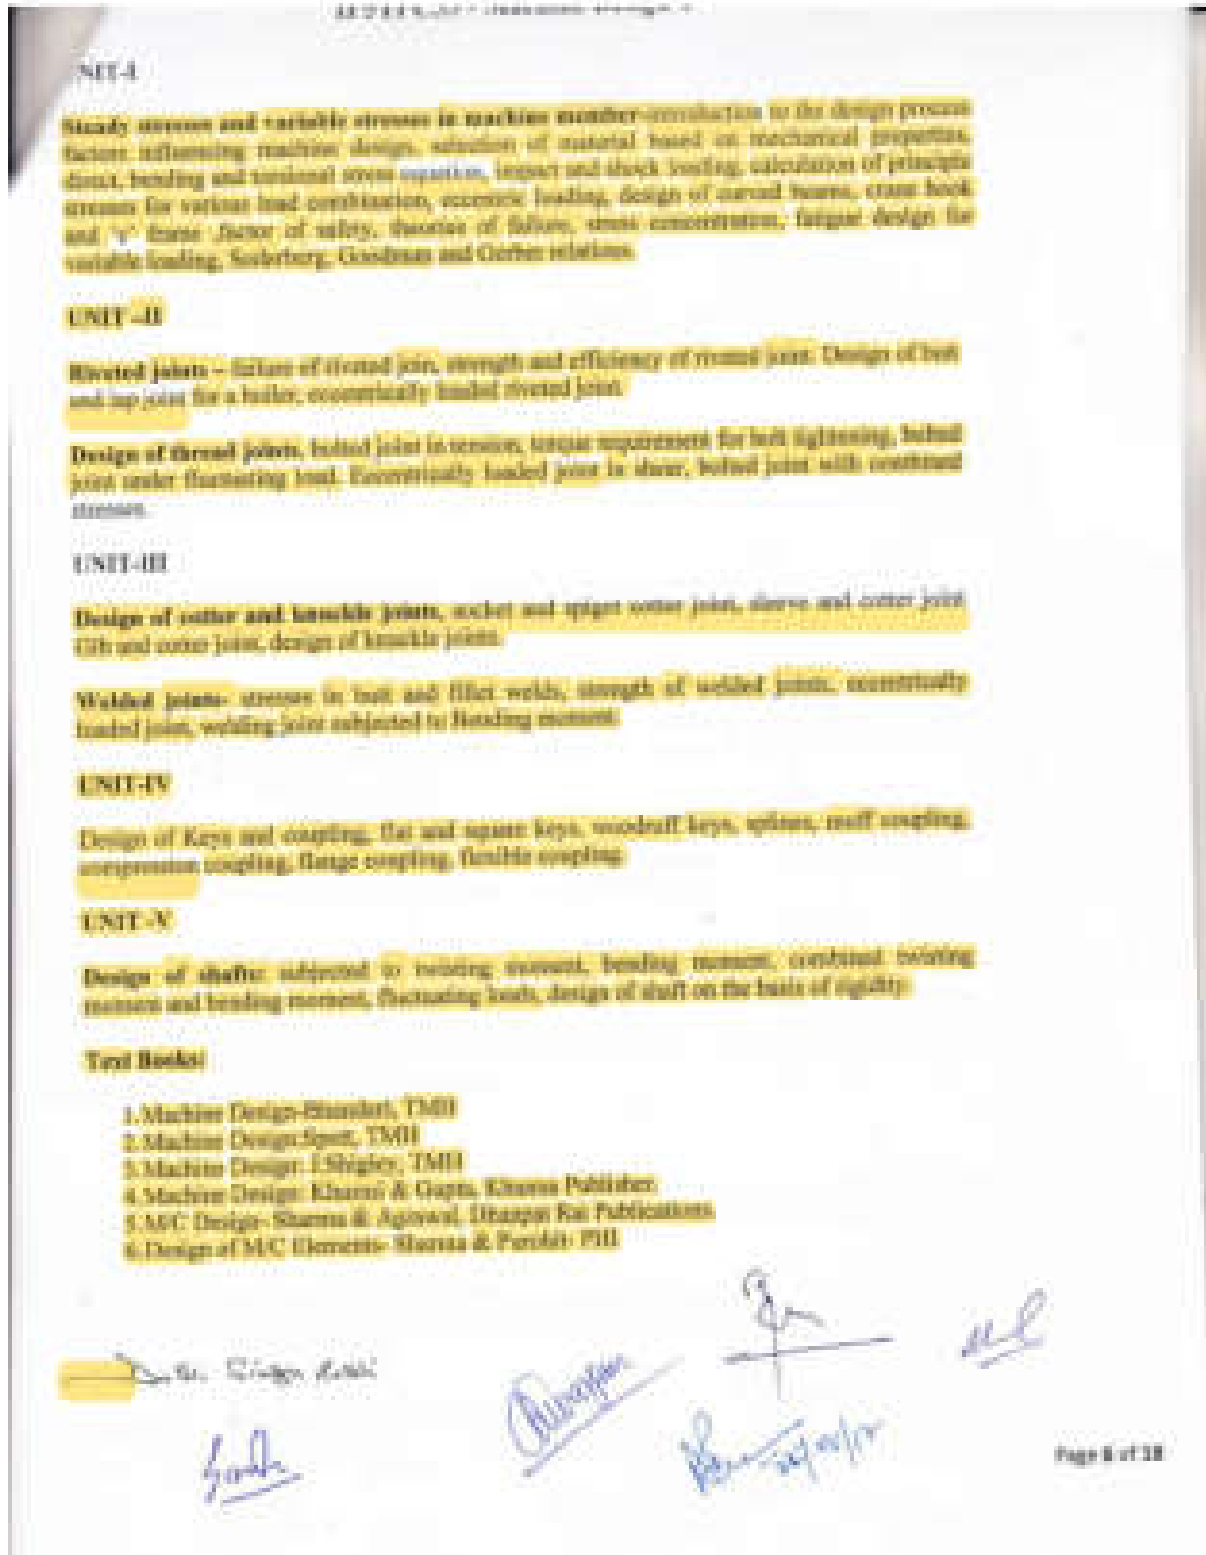 UNIT-I
Steady stresses and variable stresses in machine member-introduction to the design process
factors influencing machine design, selection of material based on mechanical properties,
direct, bending and torsional stress equation, impact and shock loading, calculation of principle
stresses for various load combination, eccentric loading, design of curved beams, crane hook
and 'c' frame ,factor of safety, theories of failure, stress concentration, fatigue design for
variable loading, Soderburg, Goodman and Gerber relations.
UNIT –II
Riveted joints – failure of riveted join, strength and efficiency of riveted joint. Design of butt
and lap joint for a boiler, eccentrically loaded riveted joint.
Design of thread joints, bolted joint in tension, torque requirement for bolt tightening, bolted
joint under fluctuating load. Eccentrically loaded joint in shear, bolted joint with combined
stresses.
UNIT-III
Design of cotter and knuckle joints, socket and spiget cotter joint, sleeve and cotter joint
Gib and cotter joint, design of knuckle joints.
Welded joints- stresses in butt and fillet welds, strength of welded joints, eccentrically
loaded joint, welding joint subjected to Bending moment.
UNIT-IV
Design of Keys and coupling, flat and square keys, woodruff keys, splines, muff coupling,
compression coupling, flange coupling, flexible coupling.
UNIT -V
Design of shafts: subjected to twisting moment, bending moment, combined twisting
moment and bending moment, fluctuating loads, design of shaft on the basis of rigidity
Text Books:
1.Machine Design-Bhandari, TMH
2.Machine Design:Spott, TMH
3.Machine Design: J.Shigley, TMH
4.Machine Design: Khurmi & Gupta, Khanna Publisher.
5.M/C Design- Sharma & Agrawal, Dhanpat Rai Publications.
6.Design of M/C Elements- Sharma & Purohit- PHI
Page 6 of 18